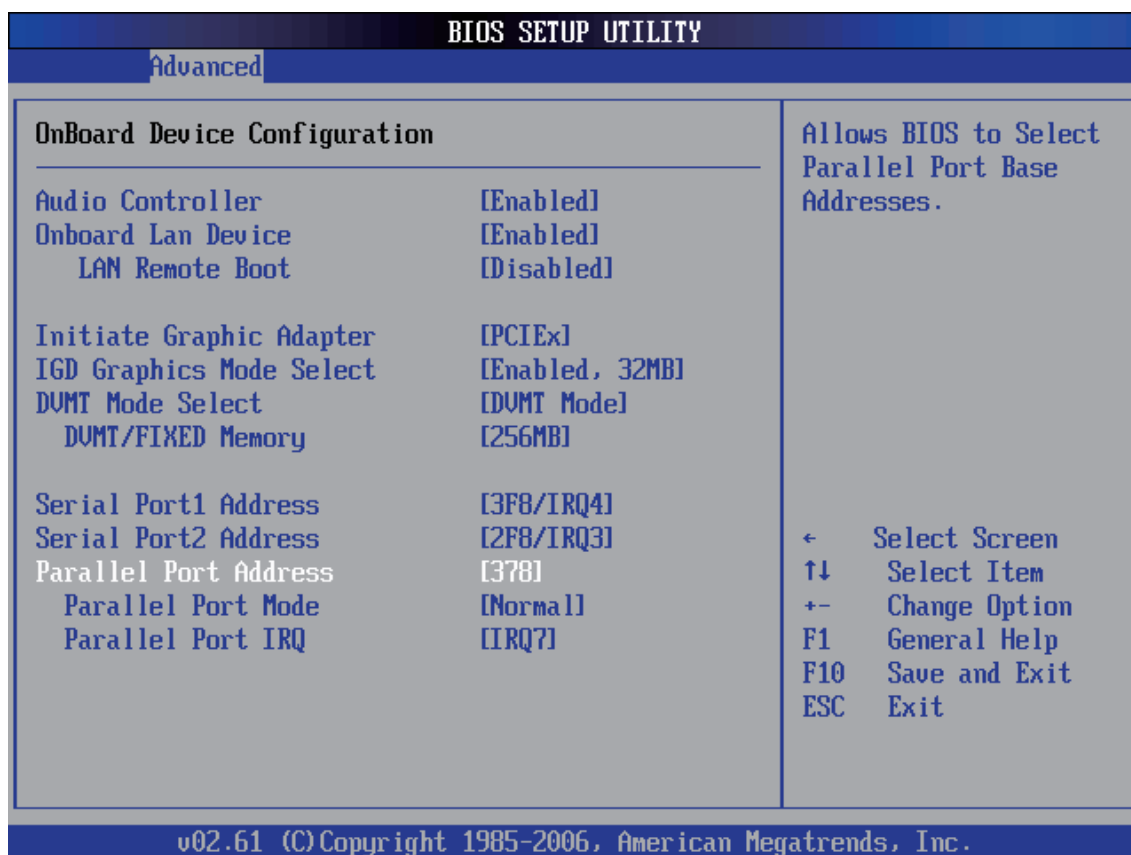 BIOS SETUP UTILITY
Advanced
OnBoard Device Configuration
Audio Controller [Enabled]
Onboard Lan Device [Enabled]
LAN Remote Boot [Disabled]
Initiate Graphic Adapter [PCIEx]
IGD Graphics Mode Select [Enabled, 32MB]
DVMT Mode Select [DVMT Mode]
DVMT/FIXED Memory [256MB]
Serial Port1 Address [3F8/IRQ4]
Serial Port2 Address [2F8/IRQ3]
Parallel Port Address [378]
Parallel Port Mode [Normal]
Parallel Port IRQ [IRQ7]
Allows BIOS to Select
Parallel Port Base
Addresses.
← Select Screen
↑↓ Select Item
+- Change Option
F1 General Help
F10 Save and Exit
ESC Exit
v02.61 (C)Copyright 1985-2006, American Megatrends, Inc.